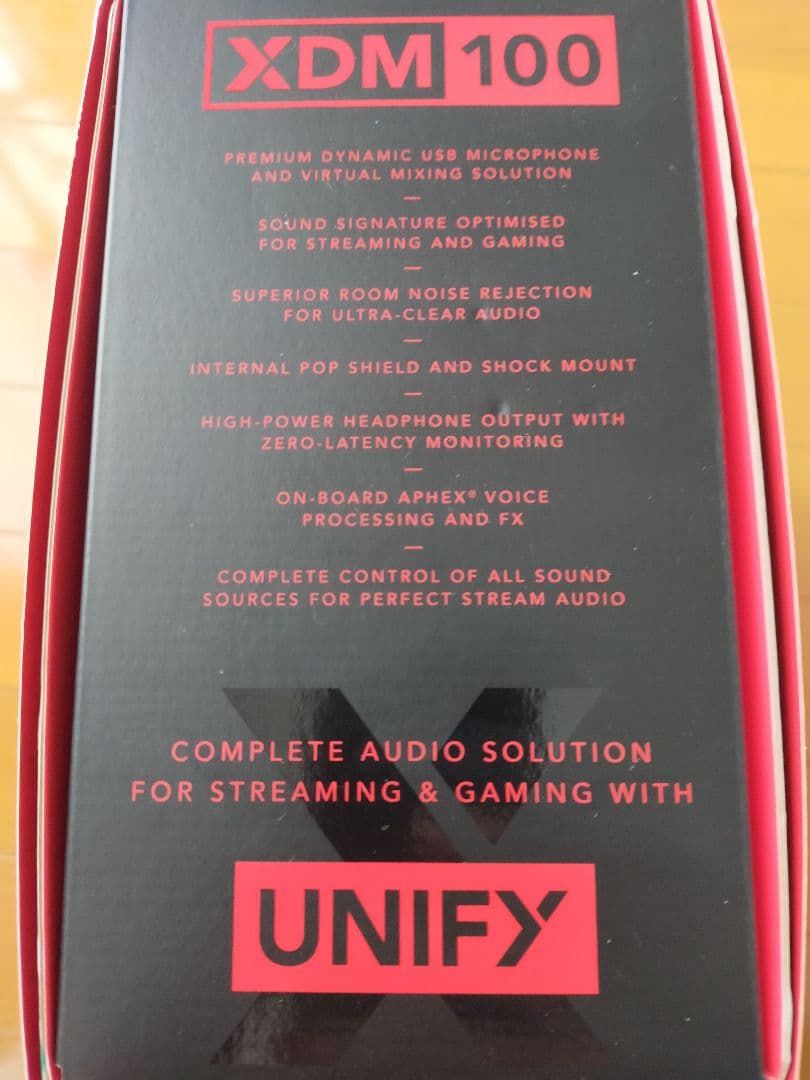 XDM 100
PREMIUM DYNAMIC USB MICROPHONE
AND VIRTUAL MIXING SOLUTION
—
SOUND SIGNATURE OPTIMISED
FOR STREAMING AND GAMING
—
SUPERIOR ROOM NOISE REJECTION
FOR ULTRA-CLEAR AUDIO
—
INTERNAL POP SHIELD AND SHOCK MOUNT
—
HIGH-POWER HEADPHONE OUTPUT WITH
ZERO-LATENCY MONITORING
—
ON-BOARD APHEX® VOICE
PROCESSING AND FX
—
COMPLETE CONTROL OF ALL SOUND
SOURCES FOR PERFECT STREAM AUDIO
COMPLETE AUDIO SOLUTION
FOR STREAMING & GAMING WITH
UNIFY